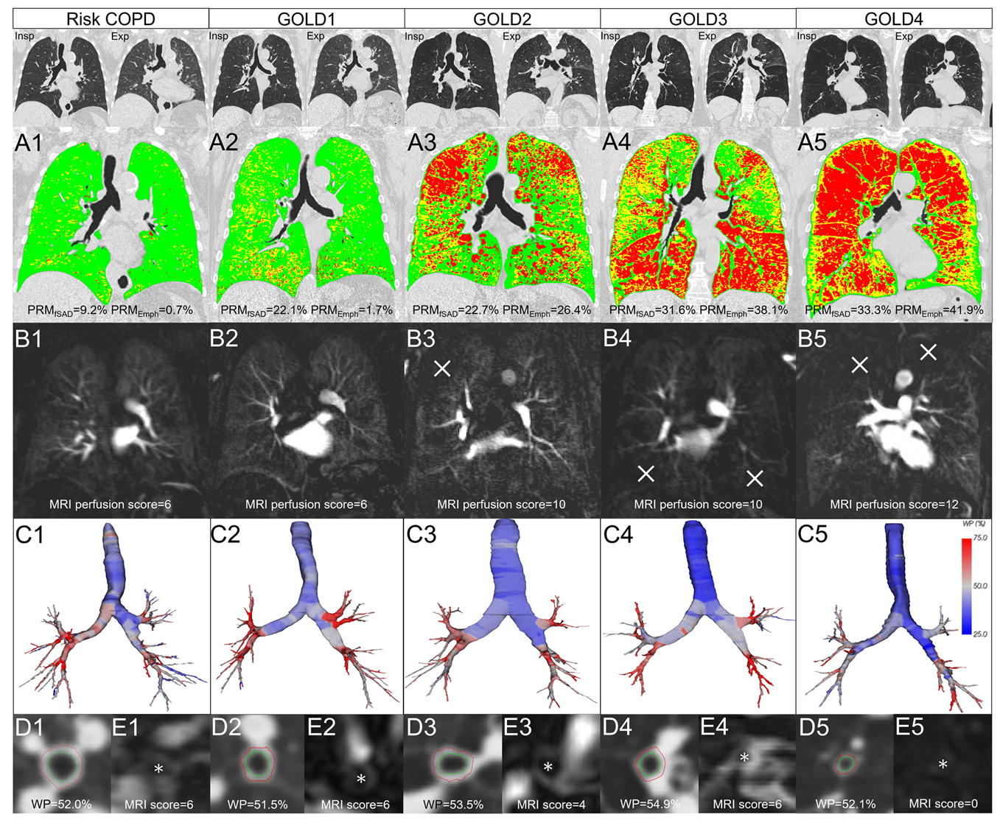 Risk COPD GOLD1 GOLD2 GOLD3 GOLD4
Insp Exp Insp Exp Insp Exp Insp Exp Insp Exp
A1 A2 A3 A4 A5
PRMfSAD=9.2% PRMEmph=0.7% PRMfSAD=22.1% PRMEmph=1.7% PRMfSAD=22.7% PRMEmph=26.4% PRMfSAD=31.6% PRMEmph=38.1% PRMfSAD=33.3% PRMEmph=41.9%
B1 B2 B3 B4 B5
MRI perfusion score=6 MRI perfusion score=6 MRI perfusion score=10 MRI perfusion score=10 MRI perfusion score=12
C1 C2 C3 C4 C5
WP (%)
75.0
50.0
25.0
D1 E1 D2 E2 D3 E3 D4 E4 D5 E5
* * * * *
WP=52.0% MRI score=6 WP=51.5% MRI score=6 WP=53.5% MRI score=4 WP=54.9% MRI score=6 WP=52.1% MRI score=0